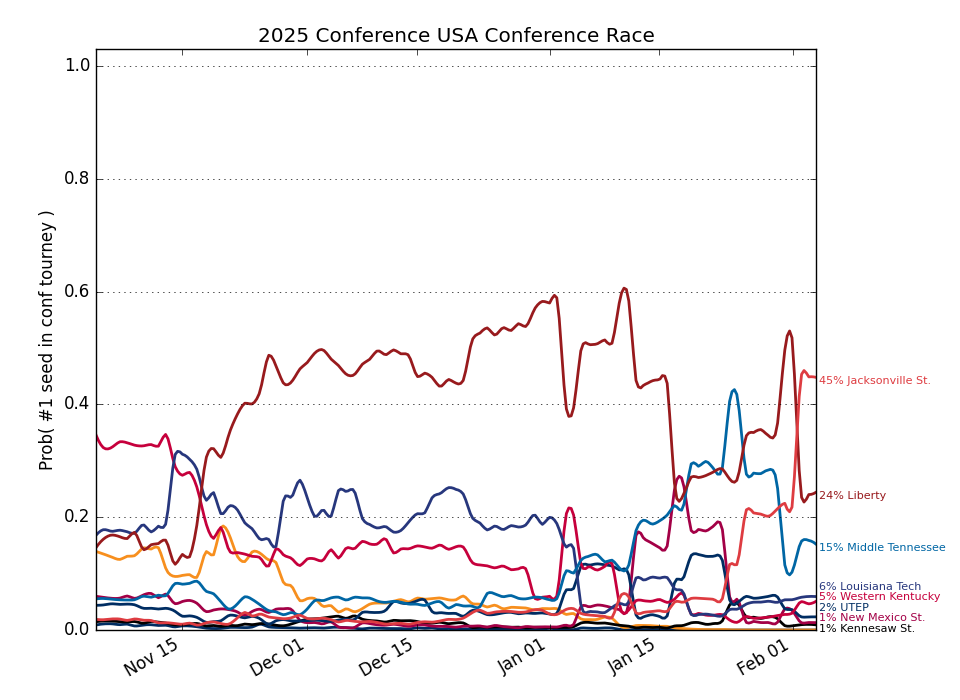 2025 Conference USA Conference Race
Prob( #1 seed in conf tourney )
1.0
0.8
0.6
0.4
0.2
0.0
Nov 15
Dec 01
Dec 15
Jan 01
Jan 15
Feb 01
45% Jacksonville St.
24% Liberty
15% Middle Tennessee
6% Louisiana Tech
5% Western Kentucky
2% UTEP
1% New Mexico St.
1% Kennesaw St.